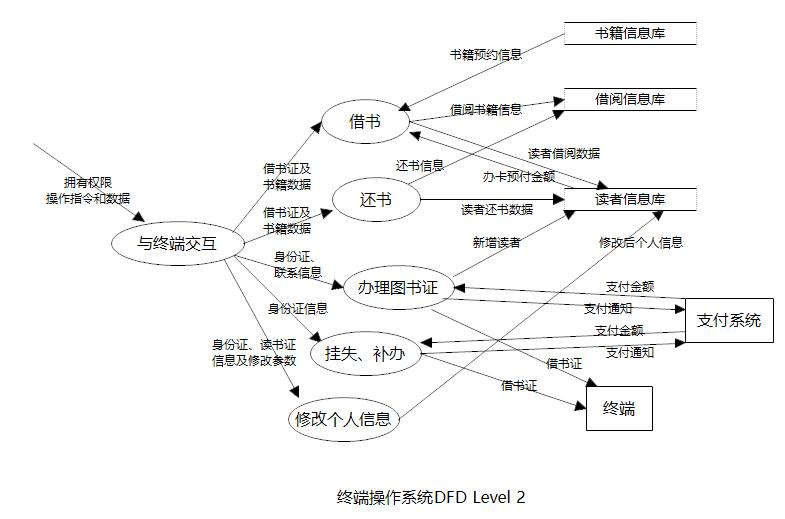 书籍信息库
书籍预约信息
借阅书籍信息
借阅信息库
借书
读者借阅数据
借书证及
书籍数据
还书信息
办卡预付金额
拥有权限
操作指令和数据
还书
读者信息库
读者还书数据
借书证及
书籍数据
与终端交互
新增读者
修改后个人信息
身份证、
联系信息
办理图书证
支付金额
支付通知
身份证信息
支付系统
支付金额
支付通知
身份证、读书证
信息及修改参数
挂失、补办
借书证
借书证
终端
修改个人信息
终端操作系统DFD Level 2